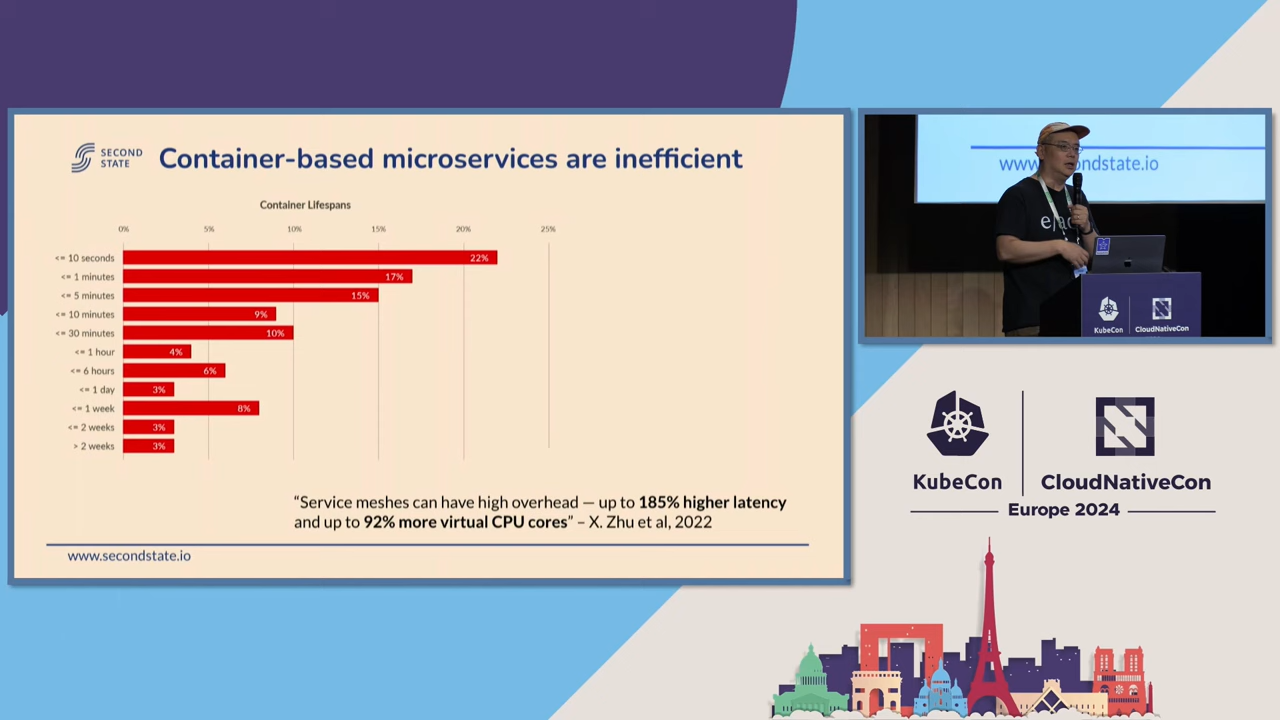 SECOND
STATE
Container-based microservices are inefficient
Container Lifespans
0% 5% 10% 15% 20% 25%
<= 10 seconds 22%
<= 1 minutes 17%
<= 5 minutes 15%
<= 10 minutes 9%
<= 30 minutes 10%
<= 1 hour 4%
<= 6 hours 6%
<= 1 day 3%
<= 1 week 8%
<= 2 weeks 3%
> 2 weeks 3%
“Service meshes can have high overhead — up to 185% higher latency
and up to 92% more virtual CPU cores” – X. Zhu et al, 2022
www.secondstate.io
KubeCon CloudNativeCon
KubeCon CloudNativeCon
Europe 2024